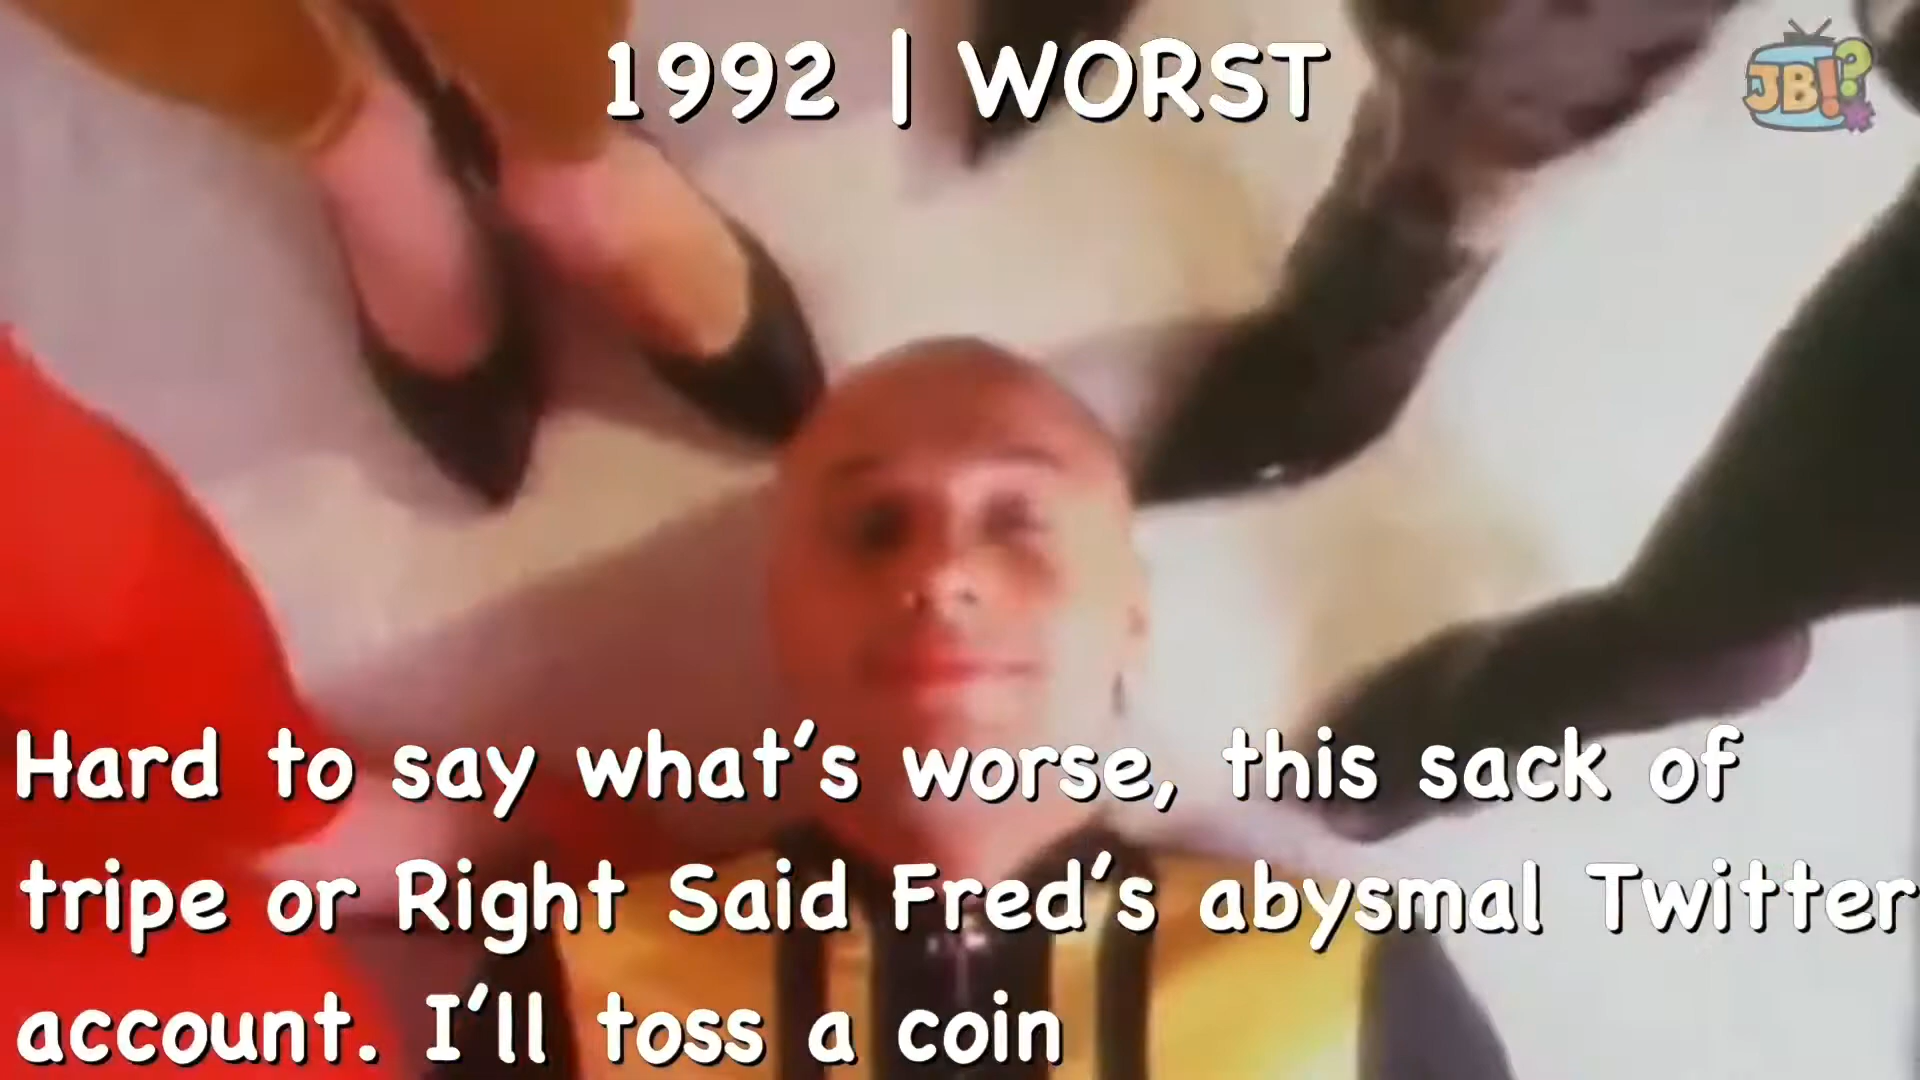 1992 | WORST
JB!?*
Hard to say what's worse, this sack of
tripe or Right Said Fred's abysmal Twitter
account. I'll toss a coin